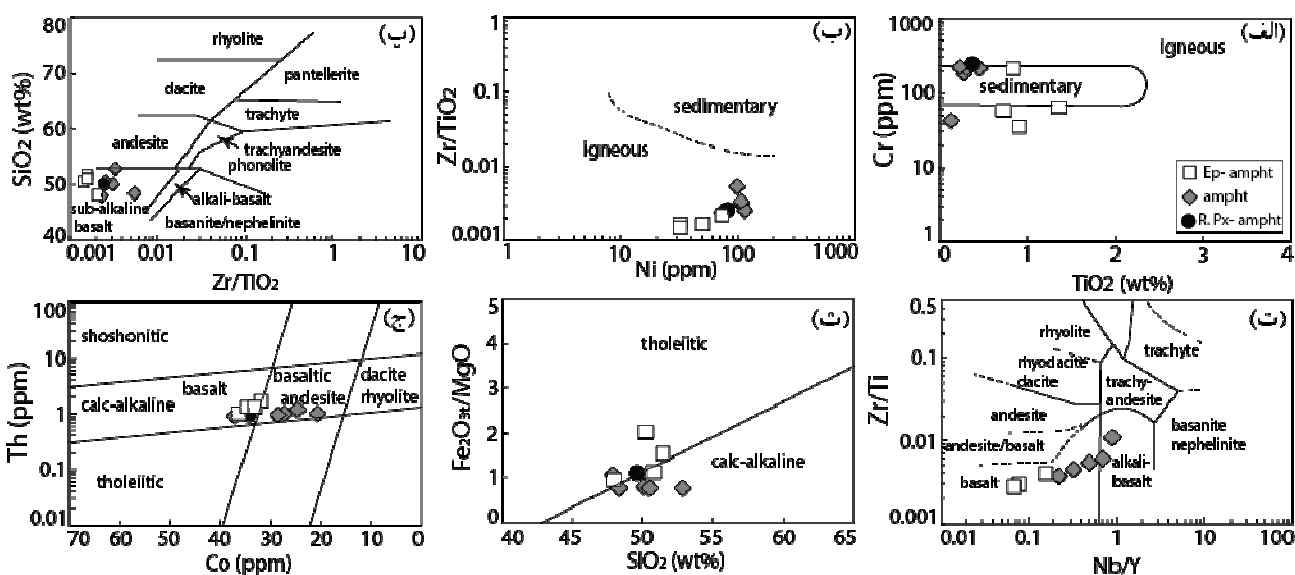 (الف)
Cr (ppm)
1000
100
10
1
igneous
sedimentary
Ep- ampht
ampht
R. Px- ampht
0 1 2 3 4
TiO2 (wt%)
(ب)
Zr/TiO2
1
0.1
0.01
0.001
sedimentary
igneous
1 10 100 1000
Ni (ppm)
(پ)
SiO2 (wt%)
80
70
60
50
40
rhyolite
pantellerite
dacite
trachyte
andesite
trachyandesite
phonolite
alkali-basalt
sub-alkaline
basalt
basanite/nephelinite
0.001 0.01 0.1 1 10
Zr/TIO2
(ت)
Zr/Ti
0.5
0.1
0.010
0.001
rhyolite
trachyte
rhyodacite
dacite
trachy-
andesite
andesite
basanite
nephelinite
andesite/basalt
alkali-
basalt
basalt
0.01 0.1 1 10 100
Nb/Y
(ث)
Fe2O3t/MgO
5
4
3
2
1
0
tholeiitic
calc-alkaline
40 45 50 55 60 65
SIO2 (wt%)
(ج)
Th (ppm)
100
10
1
0.1
0.01
shoshonitic
basalt
basaltic
andesite
dacite
rhyolite
calc-alkaline
tholeiitic
70 60 50 40 30 20 10 0
Co (ppm)